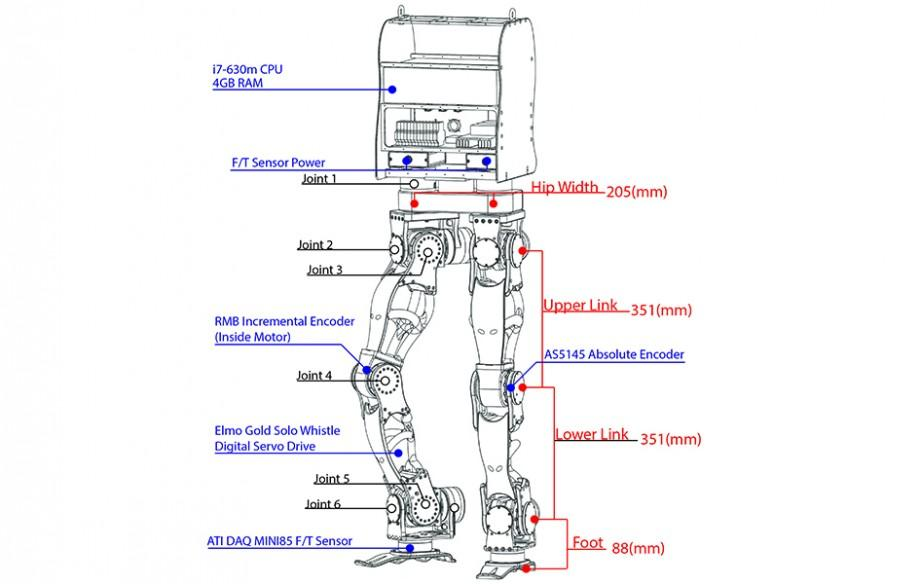 i7-630m CPU
4GB RAM
F/T Sensor Power
Joint 1
Hip Width 205(mm)
Joint 2
Joint 3
Upper Link 351(mm)
RMB Incremental Encoder
(Inside Motor)
AS5145 Absolute Encoder
Joint 4
Elmo Gold Solo Whistle
Digital Servo Drive
Lower Link 351(mm)
Joint 5
Joint 6
ATI DAQ MINI85 F/T Sensor
Foot 88(mm)